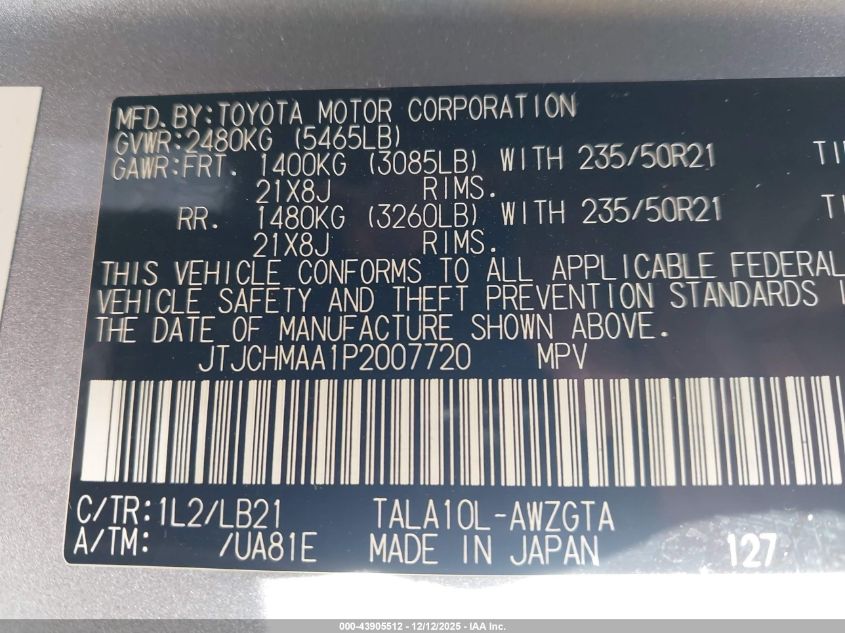 MFD.BY:TOYOTA MOTOR CORPORATION
GVWR:2480KG (5465LB)
GAWR:FRT. 1400KG (3085LB) WITH 235/50R21 TI
21X8J RIMS.
RR. 1480KG (3260LB) WITH 235/50R21 TI
21X8J RIMS.
THIS VEHICLE CONFORMS TO ALL APPLICABLE FEDERAL
VEHICLE SAFETY AND THEFT PREVENTION STANDARDS I
THE DATE OF MANUFACTURE SHOWN ABOVE.
JTJCHMAA1P2007720 MPV
C/TR:1L2/LB21 TALA10L-AWZGTA
A/TM: /UA81E MADE IN JAPAN 127
000-43905512 - 12/12/2025 - IAA Inc.